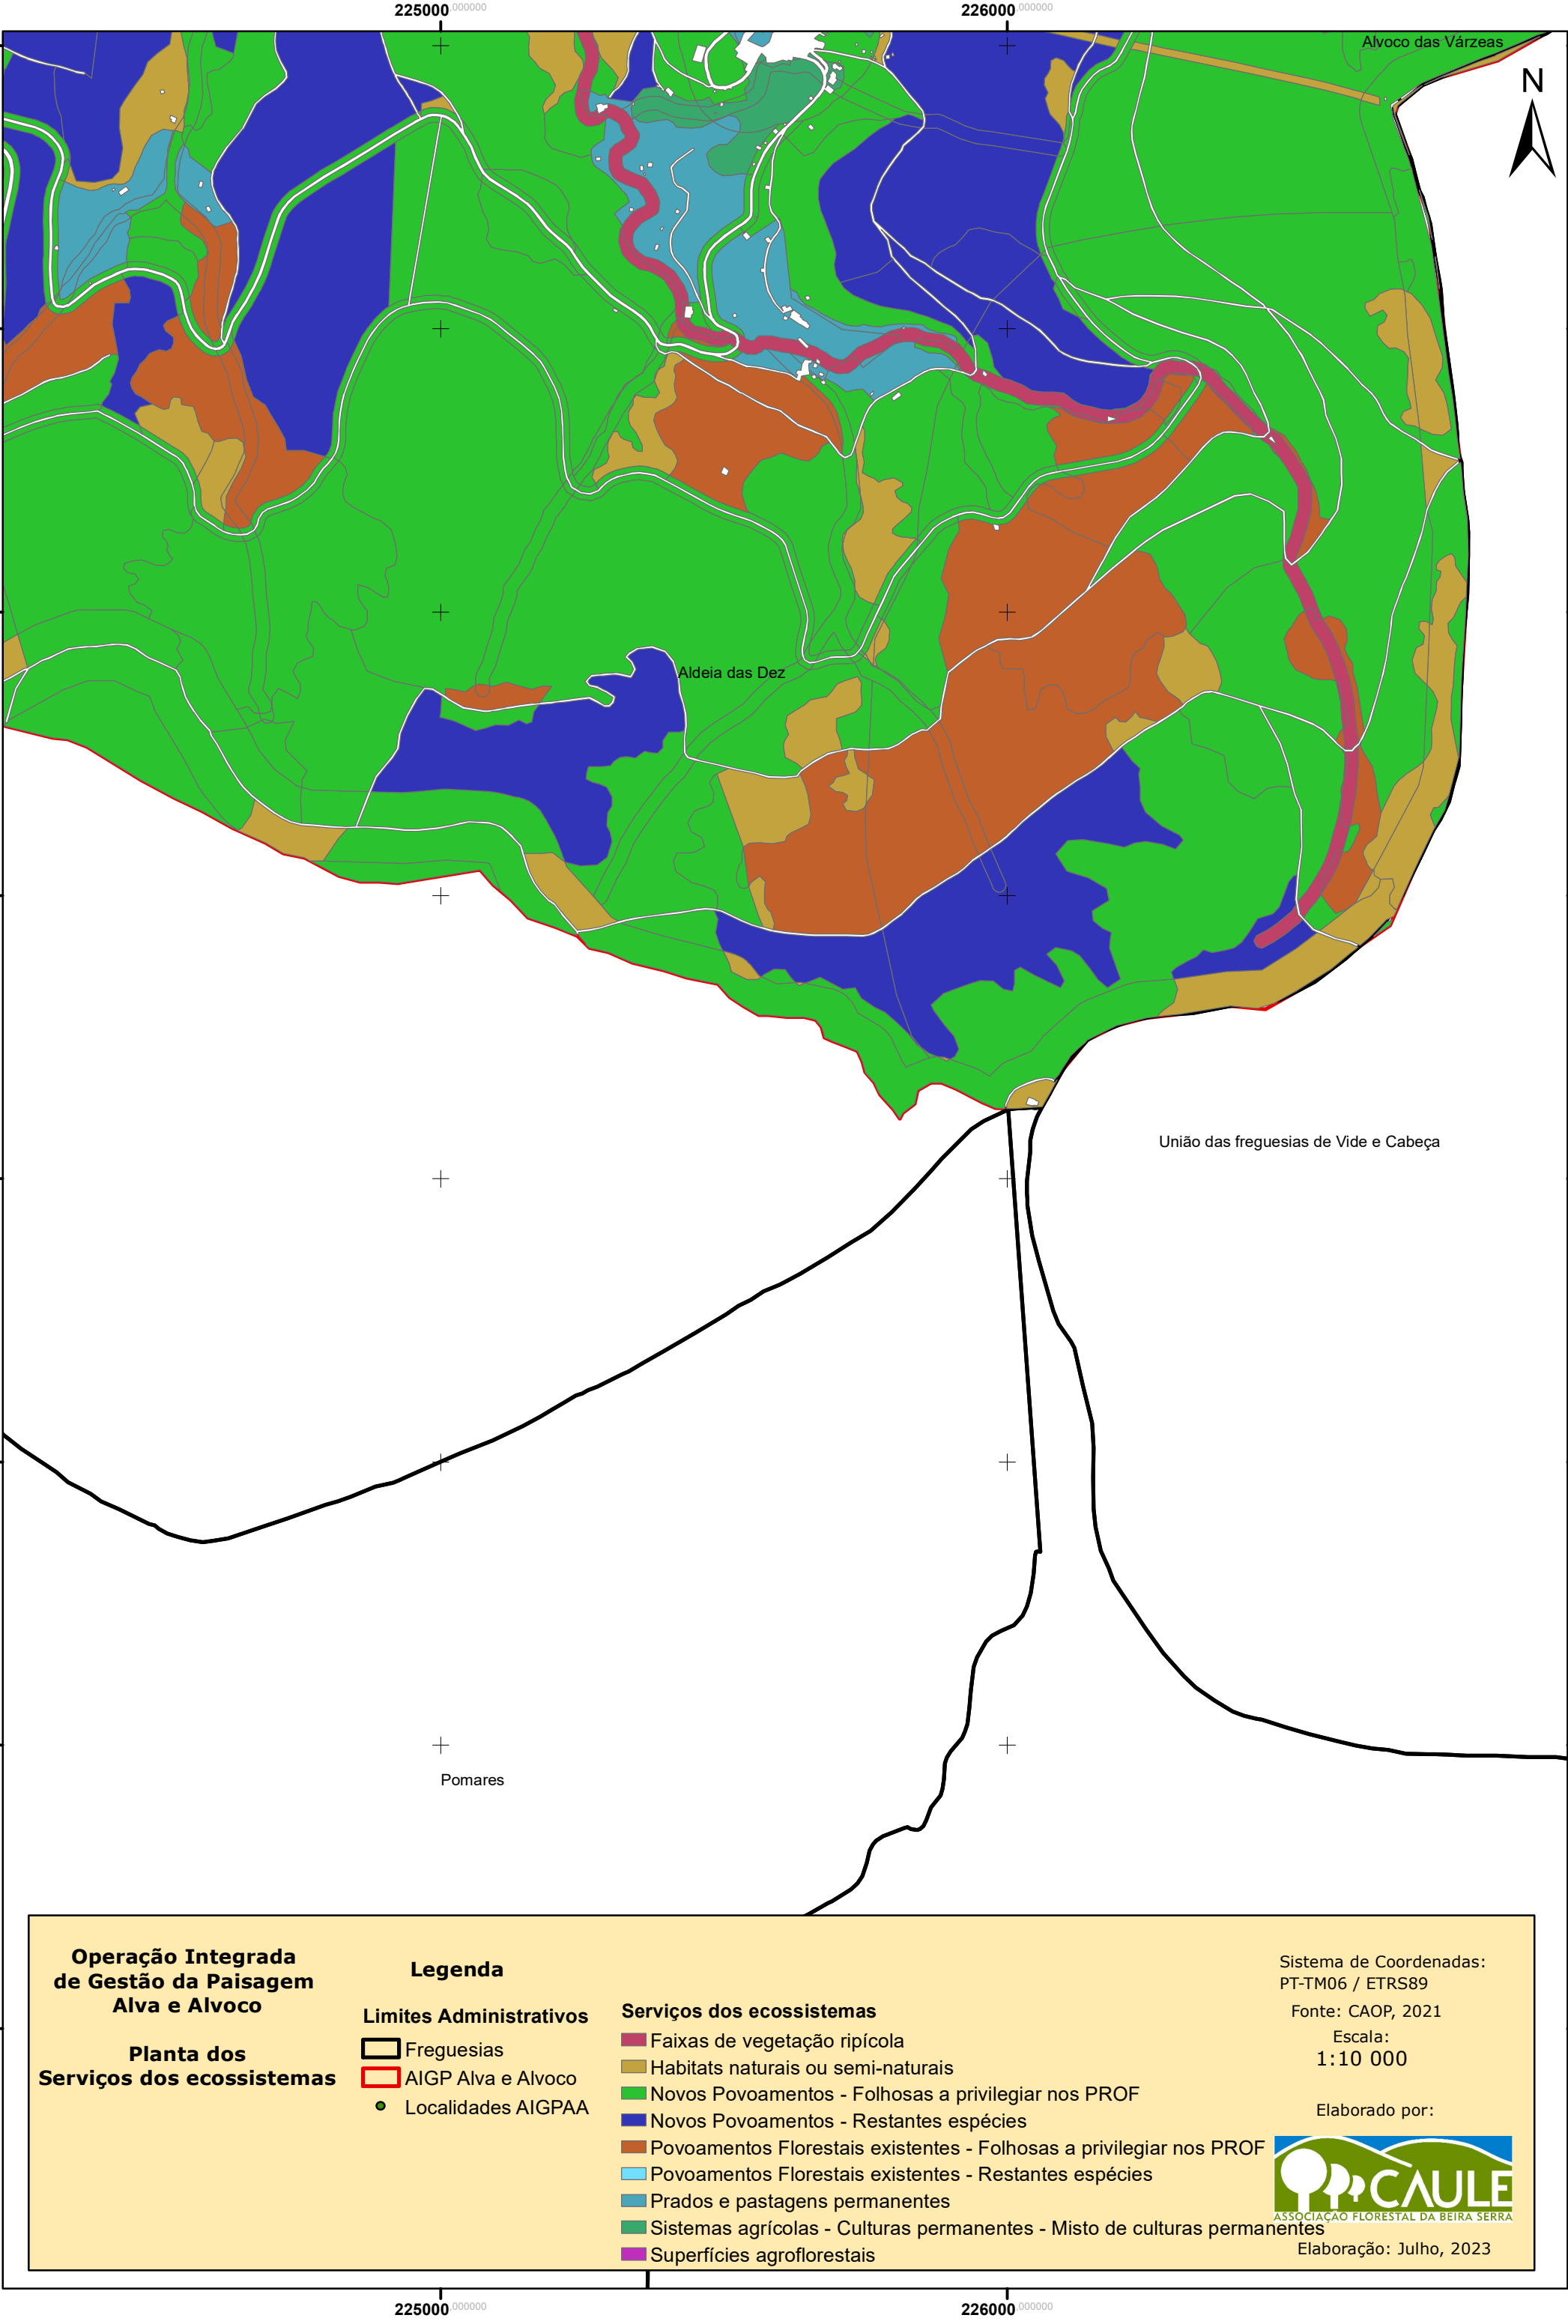 225000.000000
226000.000000
Alvoco das Várzeas
N
Aldeia das Dez
União das freguesias de Vide e Cabeça
Pomares
Operação Integrada
de Gestão da Paisagem
Alva e Alvoco
Planta dos
Serviços dos ecossistemas
Legenda
Limites Administrativos
Freguesias
AIGP Alva e Alvoco
Localidades AIGPAA
Serviços dos ecossistemas
Faixas de vegetação ripícola
Habitats naturais ou semi-naturais
Novos Povoamentos - Folhosas a privilegiar nos PROF
Novos Povoamentos - Restantes espécies
Povoamentos Florestais existentes - Folhosas a privilegiar nos PROF
Povoamentos Florestais existentes - Restantes espécies
Prados e pastagens permanentes
Sistemas agrícolas - Culturas permanentes - Misto de culturas permanentes
Superfícies agroflorestais
Sistema de Coordenadas:
PT-TM06 / ETRS89
Fonte: CAOP, 2021
Escala:
1:10 000
Elaborado por:
CAULE
ASSOCIAÇÃO FLORESTAL DA BEIRA SERRA
Elaboração: Julho, 2023
225000.000000
226000.000000